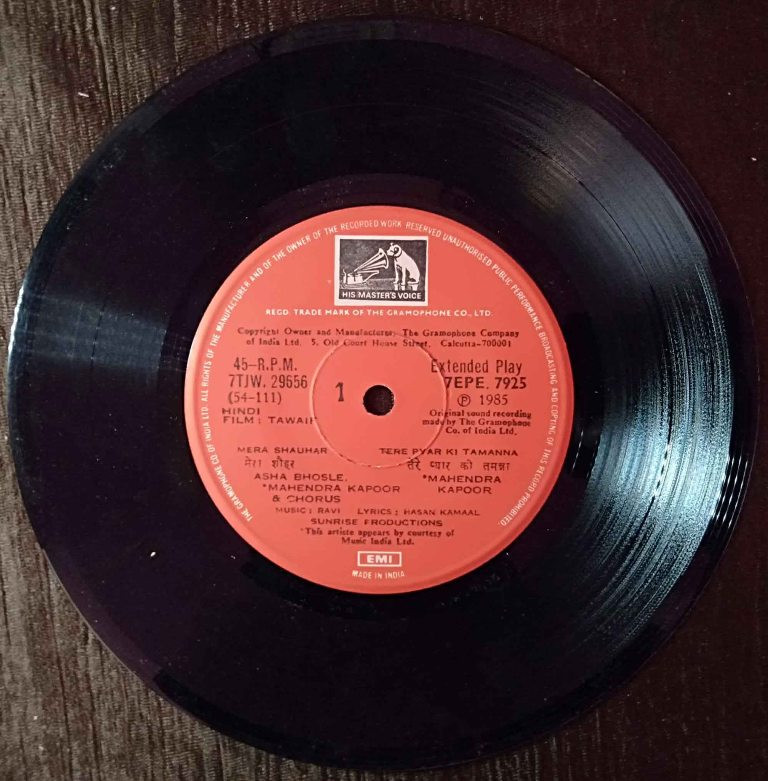 THE GRAMOPHONE CO. OF INDIA LTD. ALL RIGHTS OF THE MANUFACTURER AND OF THE OWNER OF THE RECORDED WORK RESERVED UNAUTHORISED PUBLIC PERFORMANCE BROADCASTING AND COPYING OF THIS RECORD PROHIBITED.
HIS MASTER'S VOICE
REGD. TRADE MARK OF THE GRAMOPHONE CO., LTD.
Copyright Owner and Manufacturer: The Gramophone Company
of India Ltd. 5, Old Court House Street, Calcutta-700001
45-R.P.M. Extended Play
7TJW. 29656 1 7EPE. 7925
(54-111) Ⓟ 1985
HINDI Original sound recording
FILM : TAWAIF made by The Gramophone
Co. of India Ltd.
MERA SHAUHAR TERE PYAR KI TAMANNA
मेरा शौहर तेरे प्यार की तमन्ना
ASHA BHOSLE, *MAHENDRA
*MAHENDRA KAPOOR KAPOOR
& CHORUS
MUSIC : RAVI LYRICS : HASAN KAMAAL
SUNRISE PRODUCTIONS
*This artiste appears by courtesy of
Music India Ltd.
EMI
MADE IN INDIA